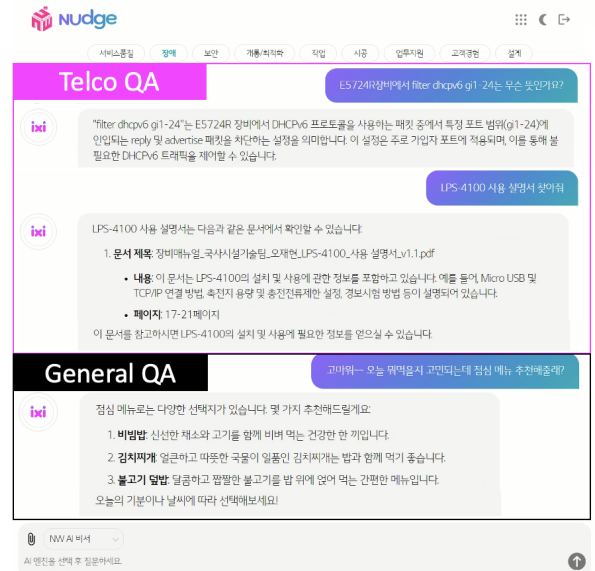 Nudge
서비스품질 장애 보안 개통/최적화 작업 시공 업무지원 고객경험 설계
Telco QA
E5724R장비에서 filter dhcpv6 gi1-24는 무슨 뜻인가요?
ixi
"filter dhcpv6 gi1-24"는 E5724R 장비에서 DHCPv6 프로토콜을 사용하는 패킷 중에서 특정 포트 범위(gi1-24)에
인입되는 reply 및 advertise 패킷을 차단하는 설정을 의미합니다. 이 설정은 주로 가입자 포트에 적용되며, 이를 통해 불
필요한 DHCPv6 트래픽을 제어할 수 있습니다.
LPS-4100 사용 설명서 찾아줘
ixi
LPS-4100 사용 설명서는 다음과 같은 문서에서 확인할 수 있습니다:
1. 문서 제목: 장비매뉴얼_국사시설기술팀_오재현_LPS-4100_사용 설명서_v1.1.pdf
• 내용: 이 문서는 LPS-4100의 설치 및 사용에 관한 정보를 포함하고 있습니다. 예를 들어, Micro USB 및
TCP/IP 연결 방법, 축전지 용량 및 충전전류제한 설정, 경보시험 방법 등이 설명되어 있습니다.
• 페이지: 17-21페이지
이 문서를 참고하시면 LPS-4100의 설치 및 사용에 필요한 정보를 얻으실 수 있습니다.
General QA
고마워~ 오늘 뭐먹을지 고민되는데 점심 메뉴 추천해줄래?
ixi
점심 메뉴로는 다양한 선택지가 있습니다. 몇 가지 추천해드릴게요:
1. 비빔밥: 신선한 채소와 고기를 함께 비벼 먹는 건강한 한 끼입니다.
2. 김치찌개: 얼큰하고 따뜻한 국물이 일품인 김치찌개는 밥과 함께 먹기 좋습니다.
3. 불고기 덮밥: 달콤하고 짭짤한 불고기를 밥 위에 얹어 먹는 간편한 메뉴입니다.
오늘의 기분이나 날씨에 따라 선택해보세요!
NW AI 비서
AI 엔진을 선택 후 질문하세요.